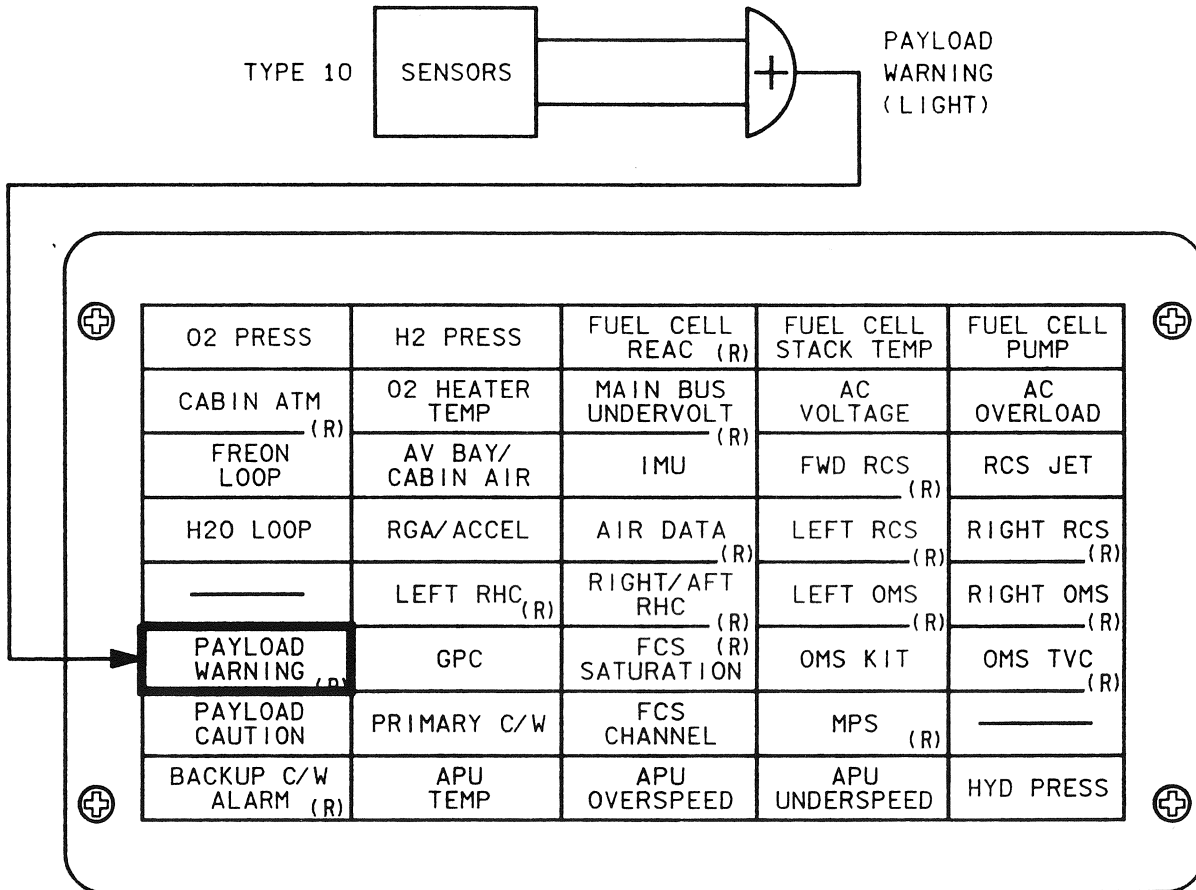 TYPE 10
SENSORS
+
PAYLOAD
WARNING
(LIGHT)
O2 PRESS
H2 PRESS
FUEL CELL
REAC (R)
FUEL CELL
STACK TEMP
FUEL CELL
PUMP
CABIN ATM
(R)
O2 HEATER
TEMP
MAIN BUS
UNDERVOLT
(R)
AC
VOLTAGE
AC
OVERLOAD
FREON
LOOP
AV BAY/
CABIN AIR
IMU
FWD RCS
(R)
RCS JET
H2O LOOP
RGA/ACCEL
AIR DATA
(R)
LEFT RCS
(R)
RIGHT RCS
(R)
LEFT RHC
(R)
RIGHT/AFT
RHC
(R)
LEFT OMS
(R)
RIGHT OMS
(R)
PAYLOAD
WARNING
(R)
GPC
FCS (R)
SATURATION
OMS KIT
OMS TVC
(R)
PAYLOAD
CAUTION
PRIMARY C/W
FCS
CHANNEL
MPS
(R)
BACKUP C/W
ALARM (R)
APU
TEMP
APU
OVERSPEED
APU
UNDERSPEED
HYD PRESS